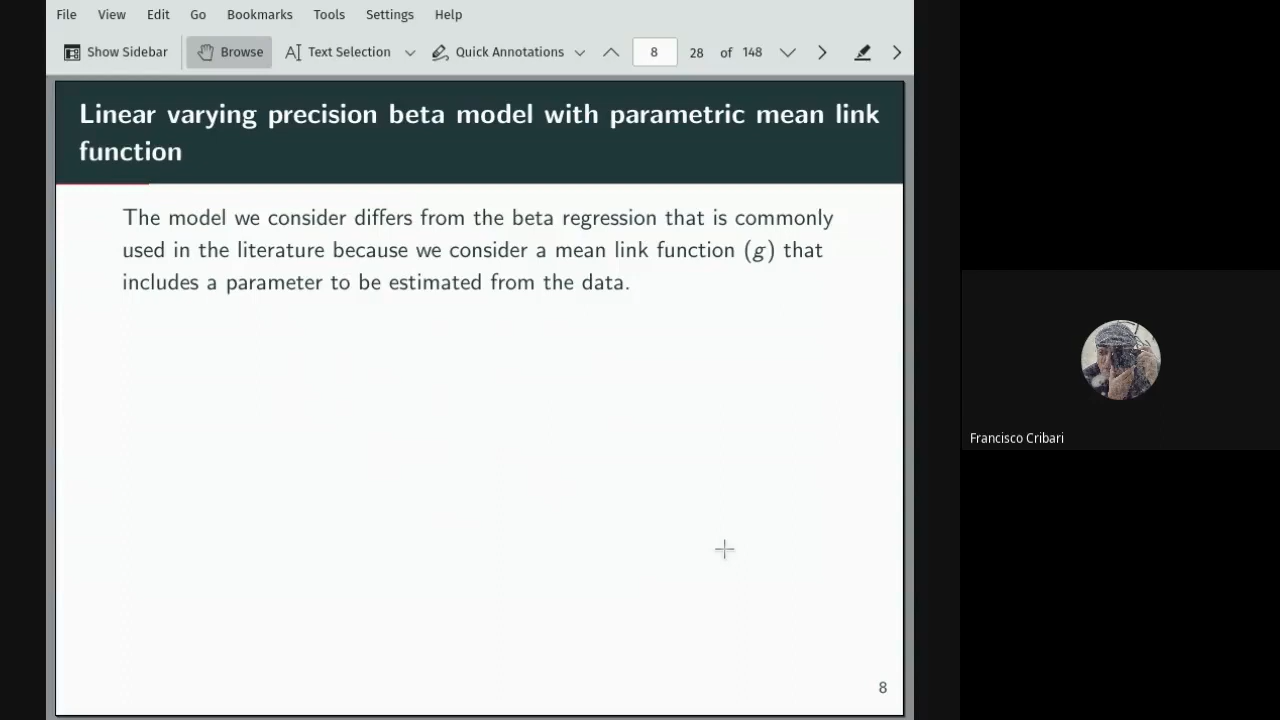 File View Edit Go Bookmarks Tools Settings Help
Show Sidebar Browse Text Selection Quick Annotations 8 28 of 148
Linear varying precision beta model with parametric mean link
function
The model we consider differs from the beta regression that is commonly
used in the literature because we consider a mean link function (g) that
includes a parameter to be estimated from the data.
8
Francisco Cribari